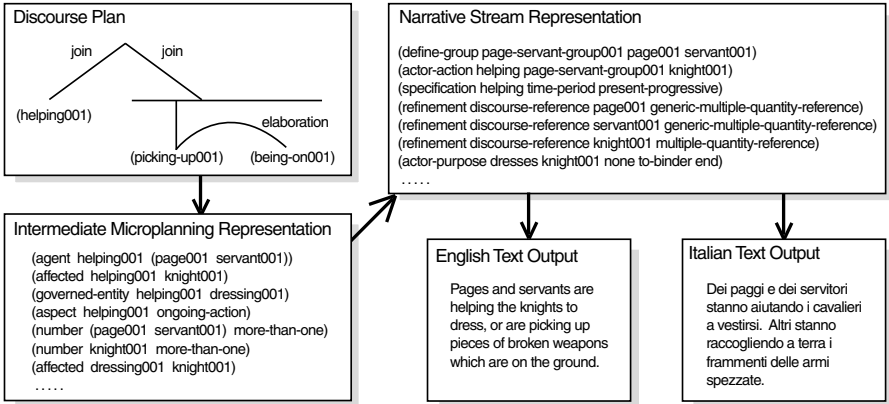 Discourse Plan
join join
(helping001)
elaboration
(picking-up001) (being-on001)
Intermediate Microplanning Representation
(agent helping001 (page001 servant001))
(affected helping001 knight001)
(governed-entity helping001 dressing001)
(aspect helping001 ongoing-action)
(number (page001 servant001) more-than-one)
(number knight001 more-than-one)
(affected dressing001 knight001)
.....
Narrative Stream Representation
(define-group page-servant-group001 page001 servant001)
(actor-action helping page-servant-group001 knight001)
(specification helping time-period present-progressive)
(refinement discourse-reference page001 generic-multiple-quantity-reference)
(refinement discourse-reference servant001 generic-multiple-quantity-reference)
(refinement discourse-reference knight001 multiple-quantity-reference)
(actor-purpose dresses knight001 none to-binder end)
.....
English Text Output
Pages and servants are
helping the knights to
dress, or are picking up
pieces of broken weapons
which are on the ground.
Italian Text Output
Dei paggi e dei servitori
stanno aiutando i cavalieri
a vestirsi. Altri stanno
raccogliendo a terra i
frammenti delle armi
spezzate.